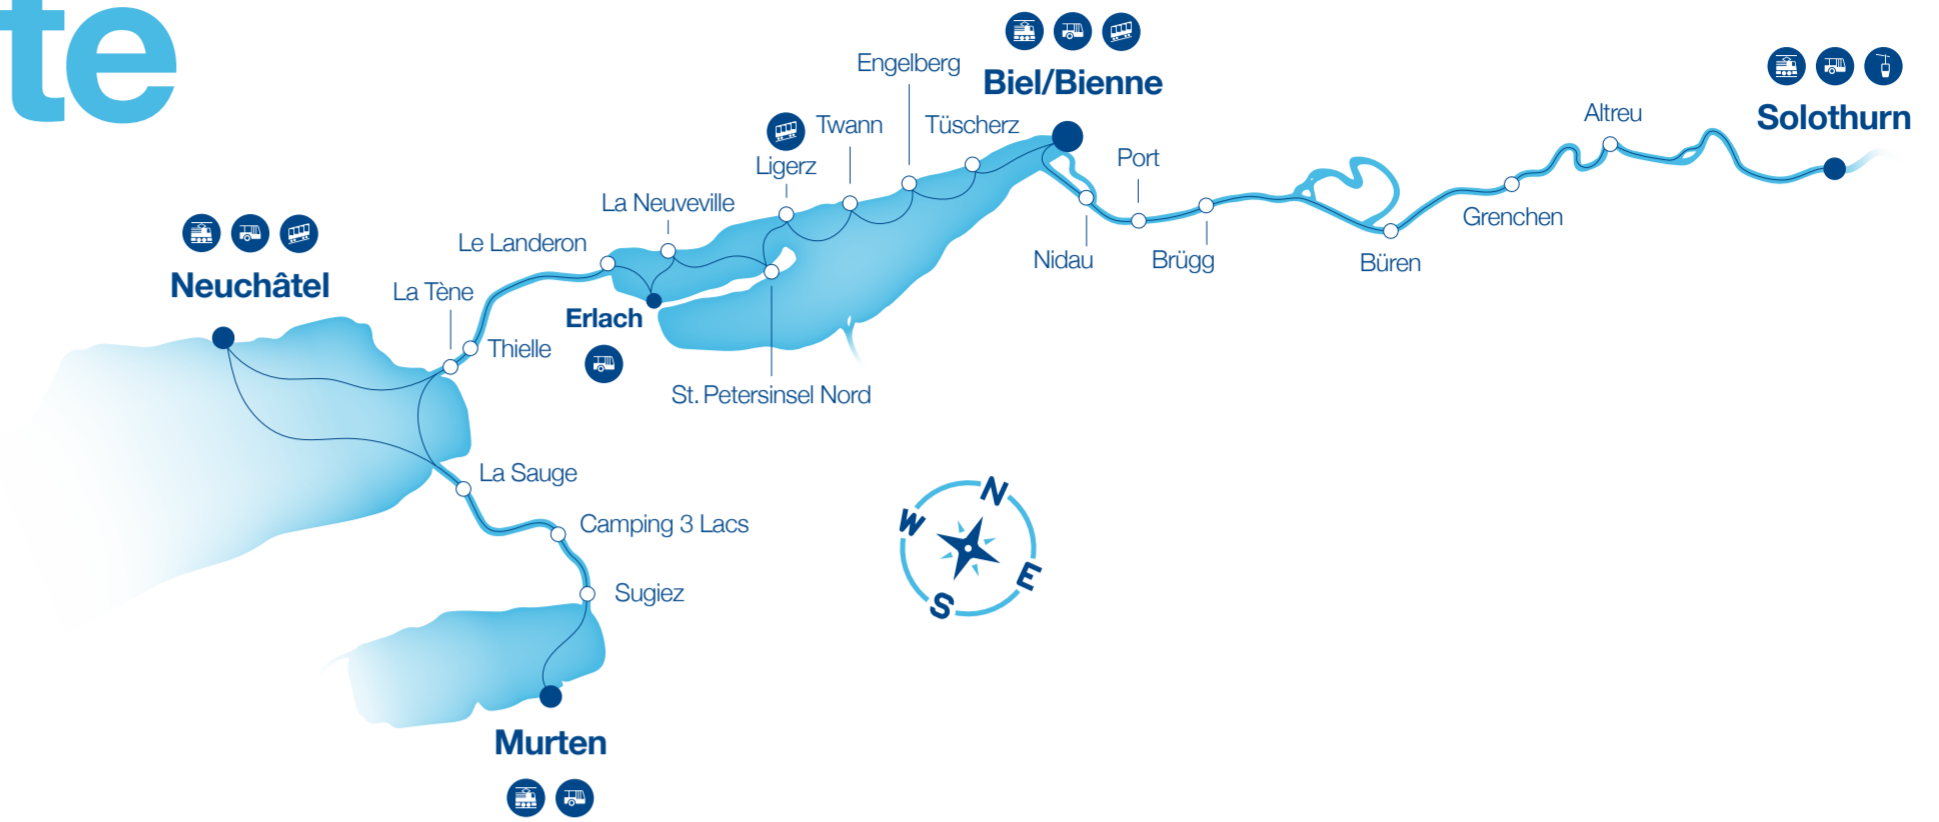 te
Engelberg
Biel/Bienne
Solothurn
Altreu
Twann
Tüscherz
Ligerz
Port
La Neuveville
Grenchen
Le Landeron
Nidau
Brügg
Büren
Neuchâtel
La Tène
Erlach
Thielle
St. Petersinsel Nord
La Sauge
Camping 3 Lacs
Sugiez
N
W
E
S
Murten